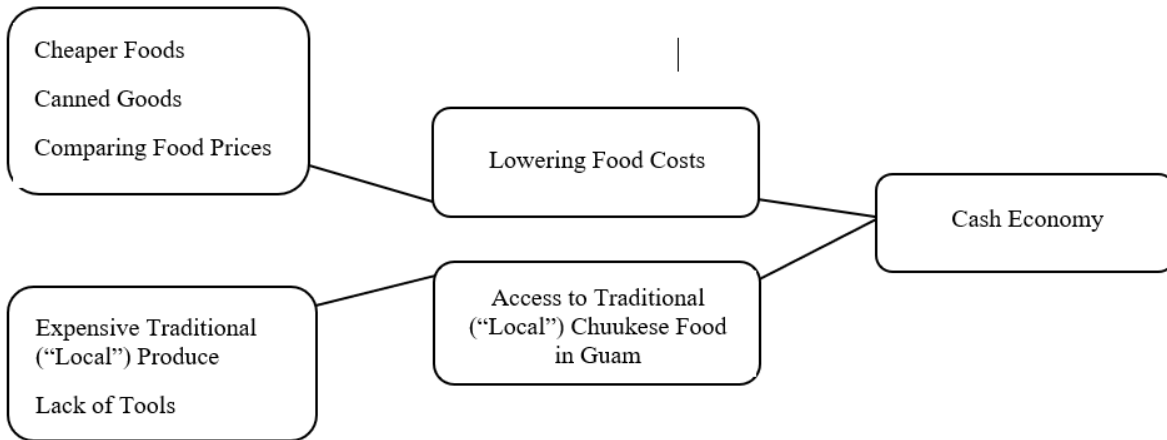 Cheaper Foods
Canned Goods
Comparing Food Prices
Lowering Food Costs
Cash Economy
Expensive Traditional
(“Local”) Produce
Lack of Tools
Access to Traditional
(“Local”) Chuukese Food
in Guam